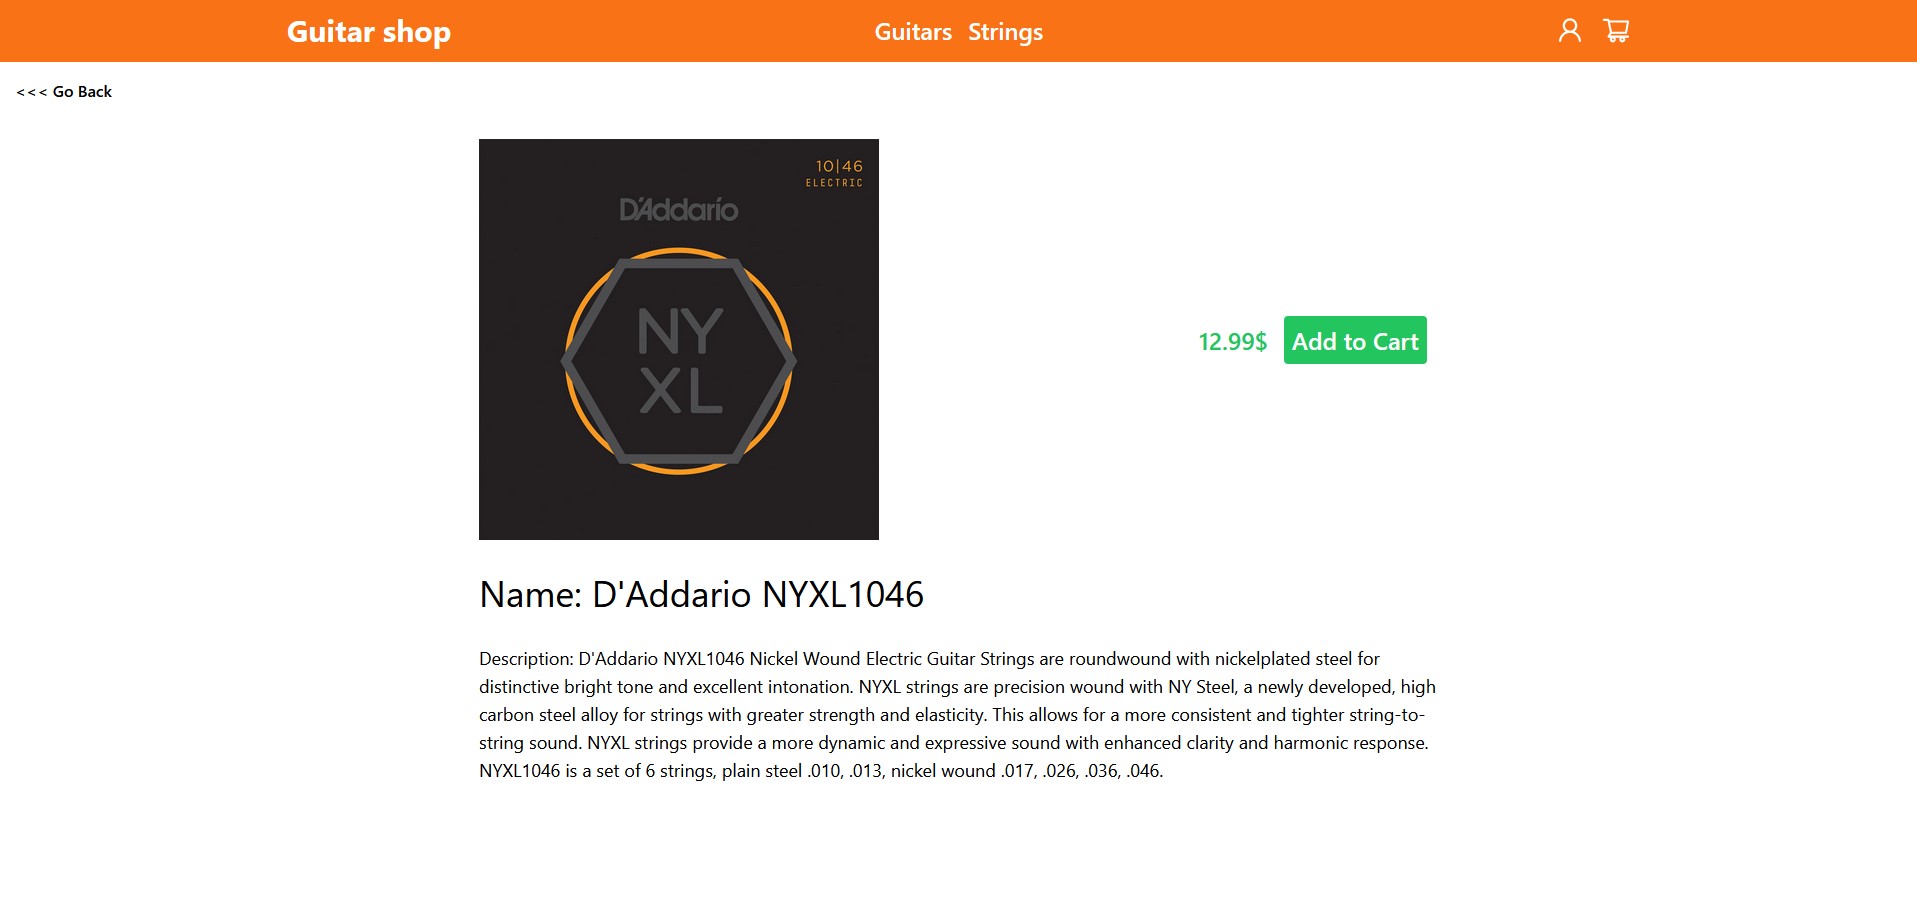 Guitar shop
Guitars Strings
<<< Go Back
10|46
ELECTRIC
D'Addario
NY
XL
12.99$ Add to Cart
Name: D'Addario NYXL1046
Description: D'Addario NYXL1046 Nickel Wound Electric Guitar Strings are roundwound with nickelplated steel for
distinctive bright tone and excellent intonation. NYXL strings are precision wound with NY Steel, a newly developed, high
carbon steel alloy for strings with greater strength and elasticity. This allows for a more consistent and tighter string-to-
string sound. NYXL strings provide a more dynamic and expressive sound with enhanced clarity and harmonic response.
NYXL1046 is a set of 6 strings, plain steel .010, .013, nickel wound .017, .026, .036, .046.